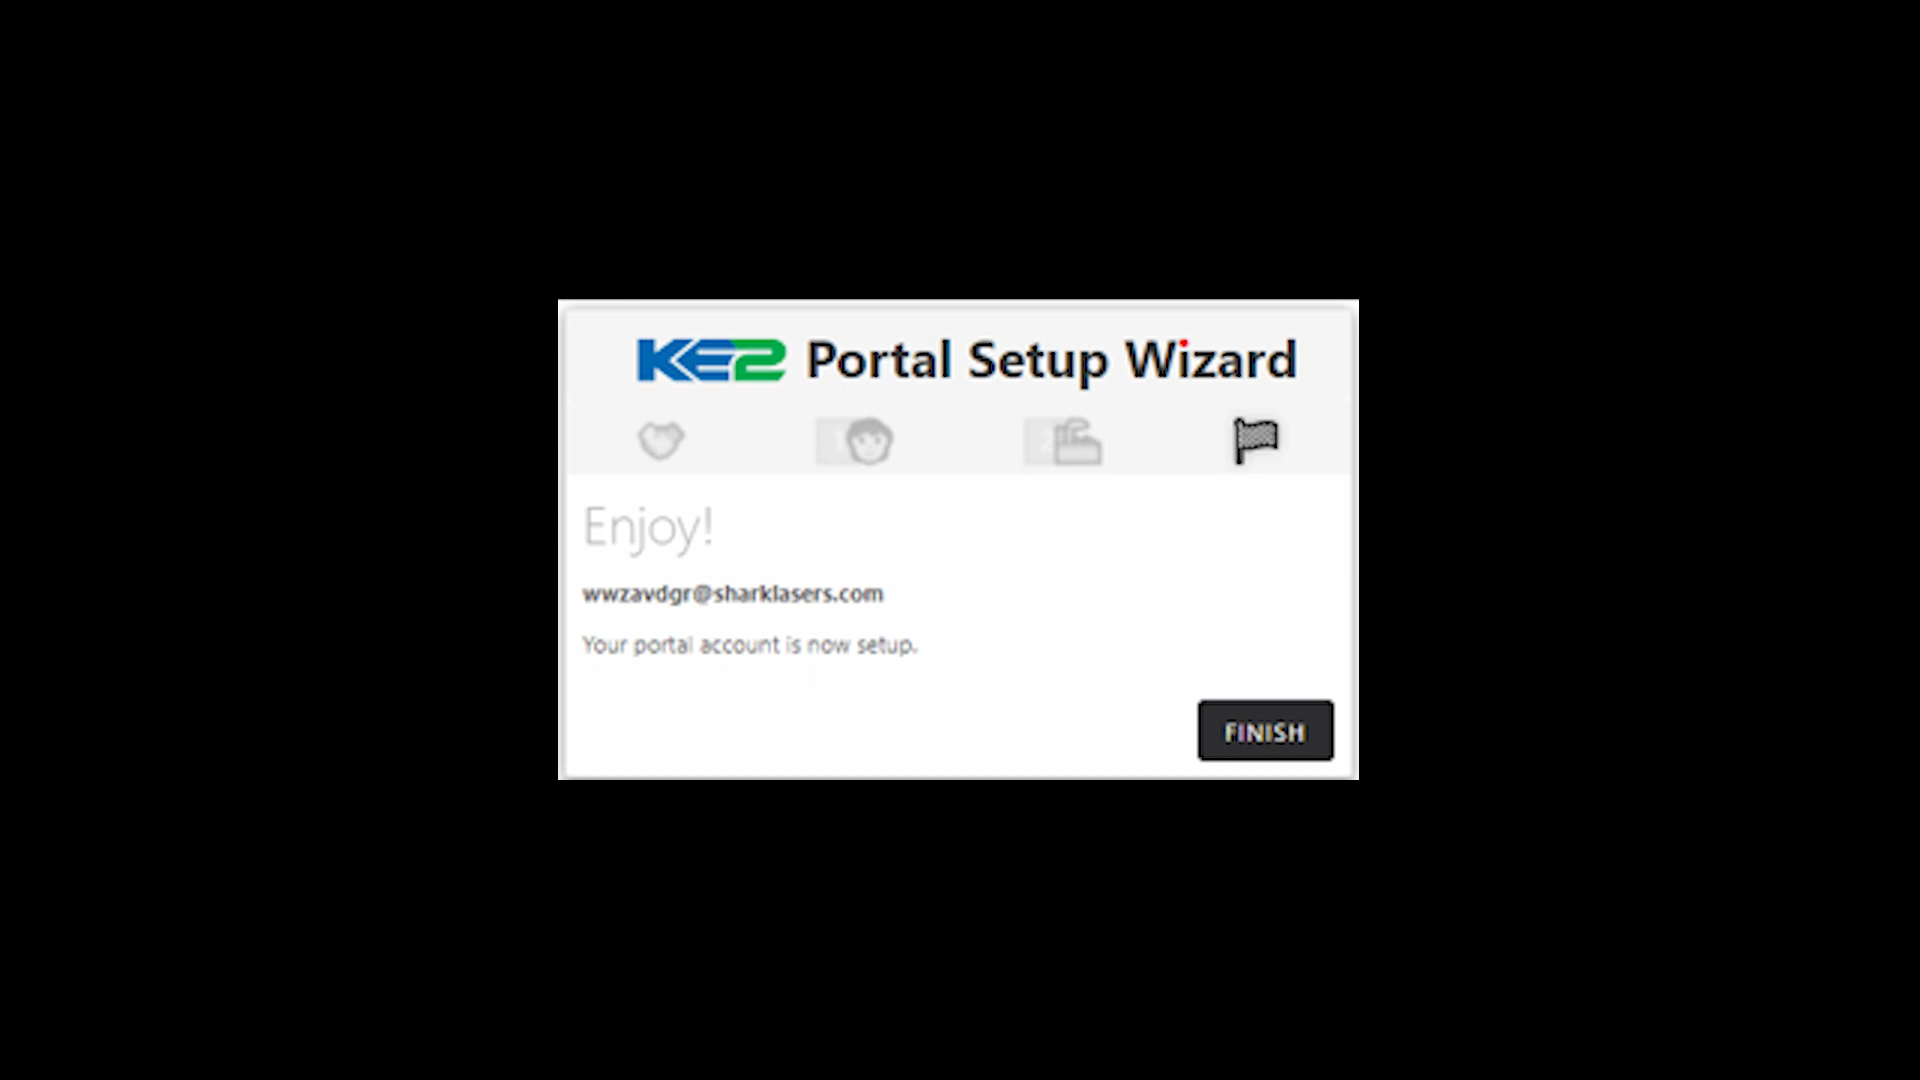 KE2 Portal Setup Wizard
Enjoy!
wwzavdgr@sharklasers.com
Your portal account is now setup.
FINISH